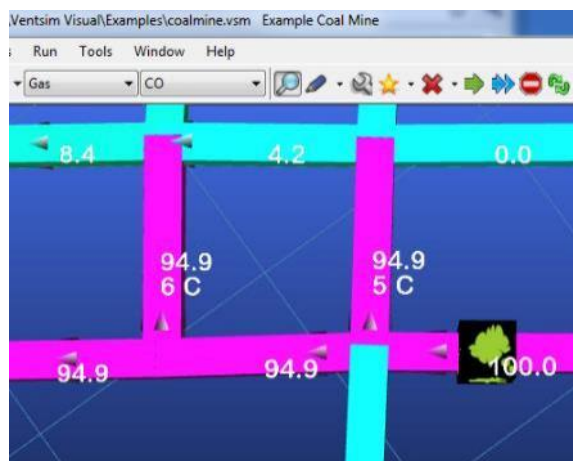 ,Ventsim Visual\Examples\coalmine.vsm Example Coal Mine
Run Tools Window Help
Gas CO
8.4 4.2 0.0
94.9 94.9
6 C 5 C
94.9 94.9 100.0